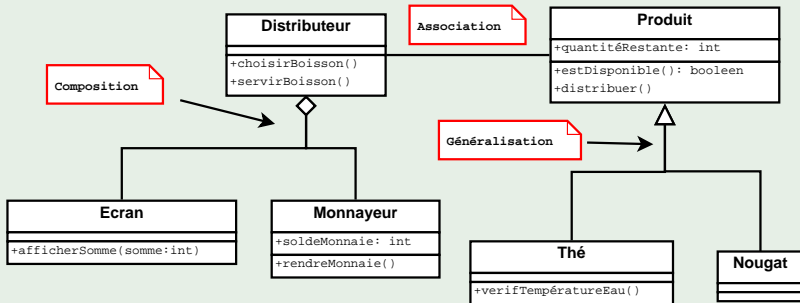 Distributeur
+choisirBoisson()
+servirBoisson()
Association
Produit
+quantitéRestante: int
+estDisponible(): booleen
+distribuer()
Composition
Généralisation
Ecran
+afficherSomme(somme:int)
Monnayeur
+soldeMonnaie: int
+rendreMonnaie()
Thé
+verifTempératureEau()
Nougat